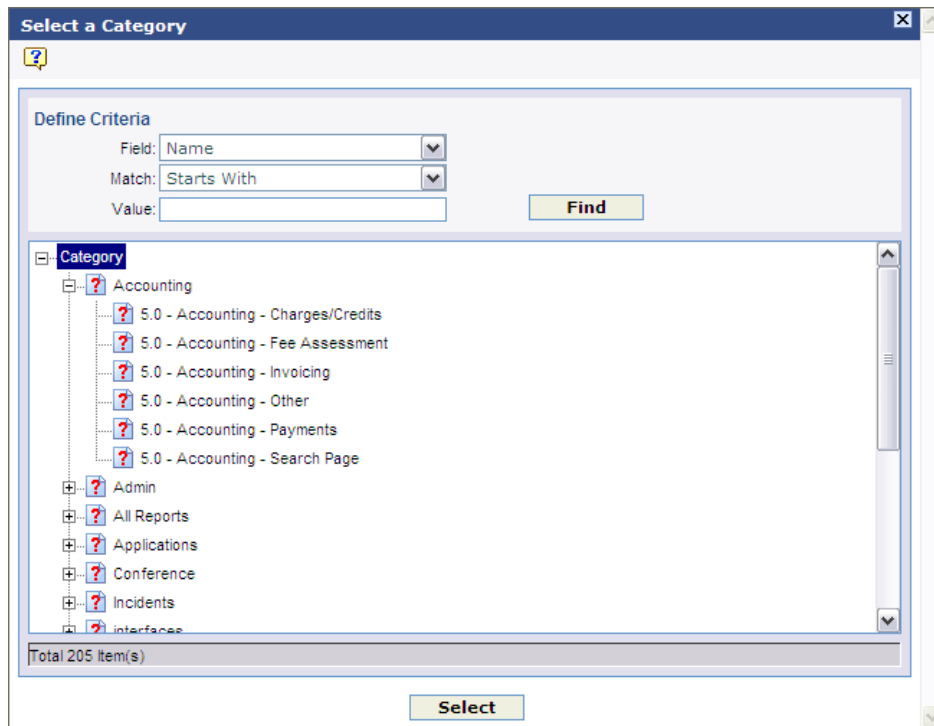 Select a Category
Define Criteria
Field: Name
Match: Starts With
Value:
Find
Category
Accounting
5.0 - Accounting - Charges/Credits
5.0 - Accounting - Fee Assessment
5.0 - Accounting - Invoicing
5.0 - Accounting - Other
5.0 - Accounting - Payments
5.0 - Accounting - Search Page
Admin
All Reports
Applications
Conference
Incidents
interfaces
Total 205 Item(s)
Select